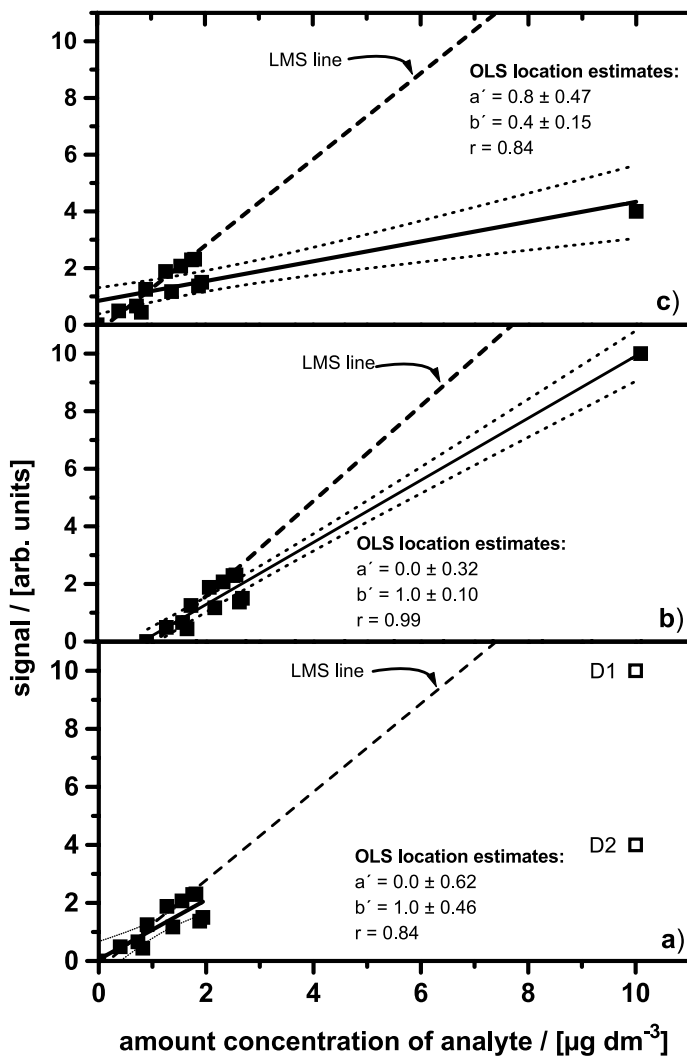 10
8
6
4
2
0
LMS line
OLS location estimates:
a´ = 0.8 ± 0.47
b´ = 0.4 ± 0.15
r = 0.84
c)
10
8
6
4
2
0
LMS line
OLS location estimates:
a´ = 0.0 ± 0.32
b´ = 1.0 ± 0.10
r = 0.99
b)
signal / [arb. units]
10
8
6
4
2
0
LMS line
D1
D2
OLS location estimates:
a´ = 0.0 ± 0.62
b´ = 1.0 ± 0.46
r = 0.84
a)
0 2 4 6 8 10
amount concentration of analyte / [µg dm⁻³]